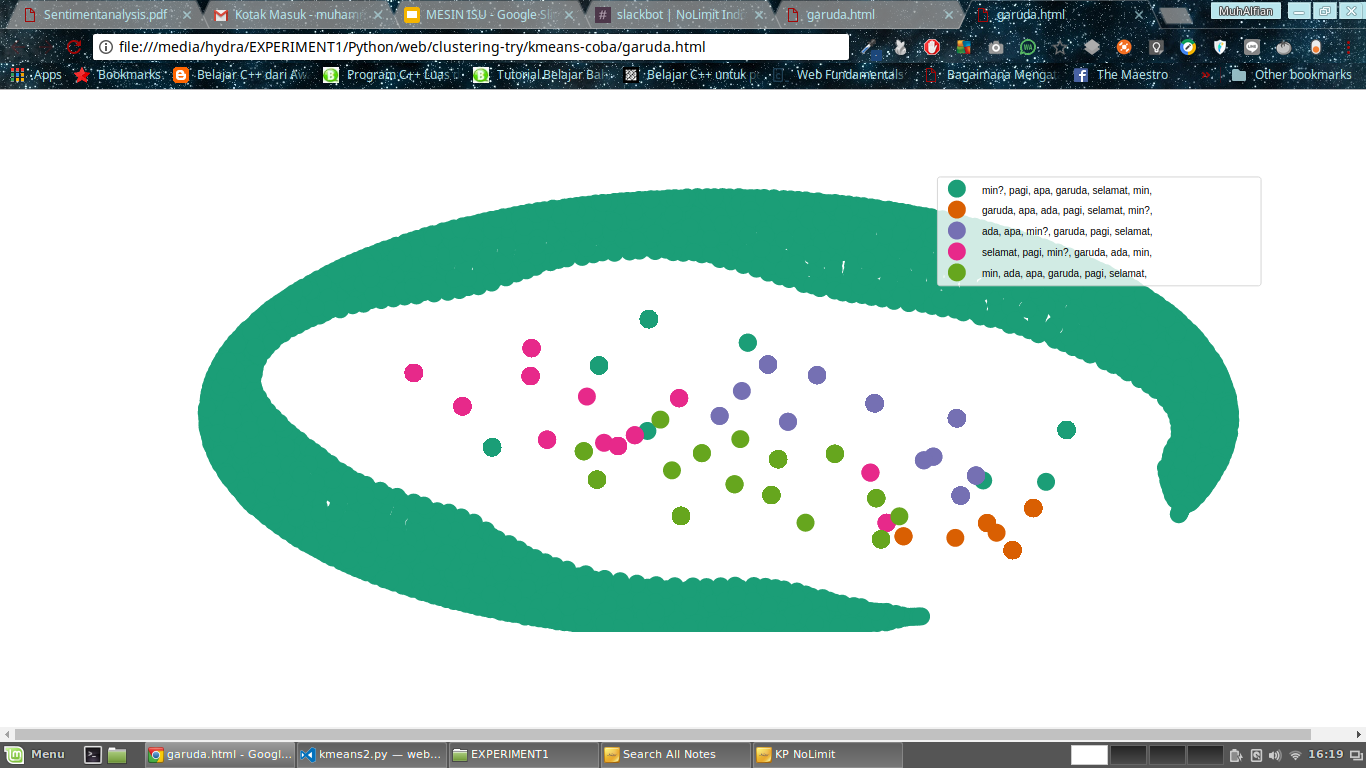 Sentimentanalysis.pdf
Kotak Masuk - muham
MESIN ISU - Google Sli
slackbot | NoLimit Ind
garuda.html
garuda.html
MuhAlfian
file:///media/hydra/EXPERIMENT1/Python/web/clustering-try/kmeans-coba/garuda.html
Apps
Bookmarks
Belajar C++ dari Aw
Program C++ Luas
Tutorial Belajar Bah
Belajar C++ untuk p
Web Fundamentals
Bagaimana Mengat
The Maestro
Other bookmarks
min?, pagi, apa, garuda, selamat, min,
garuda, apa, ada, pagi, selamat, min?,
ada, apa, min?, garuda, pagi, selamat,
selamat, pagi, min?, garuda, ada, min,
min, ada, apa, garuda, pagi, selamat,
Menu
garuda.html - Googl...
kmeans2.py — web...
EXPERIMENT1
Search All Notes
KP NoLimit
16:19